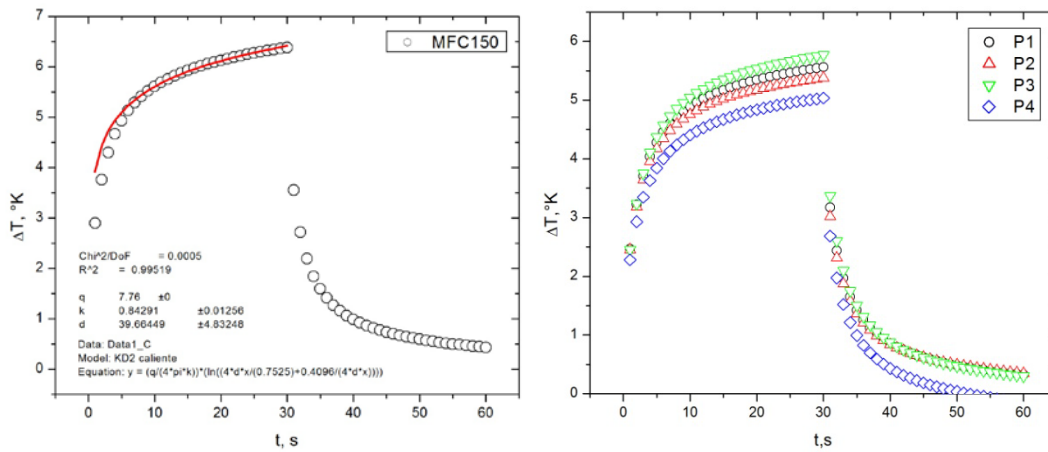 7
6
5
4
3
2
1
0
ΔT, °K
MFC150
Chi^2/DoF = 0.0005
R^2 = 0.99519
q 7.76 ±0
k 0.84291 ±0.01256
d 39.66449 ±4.83248
Data: Data1_C
Model: KD2 caliente
Equation: y = (q/(4*pi*k))*(ln((4*d*x/(0.7525)+0.4096/(4*d*x))))
0 10 20 30 40 50 60
t, s
6
5
4
3
2
1
0
ΔT, °K
P1
P2
P3
P4
0 10 20 30 40 50 60
t,s